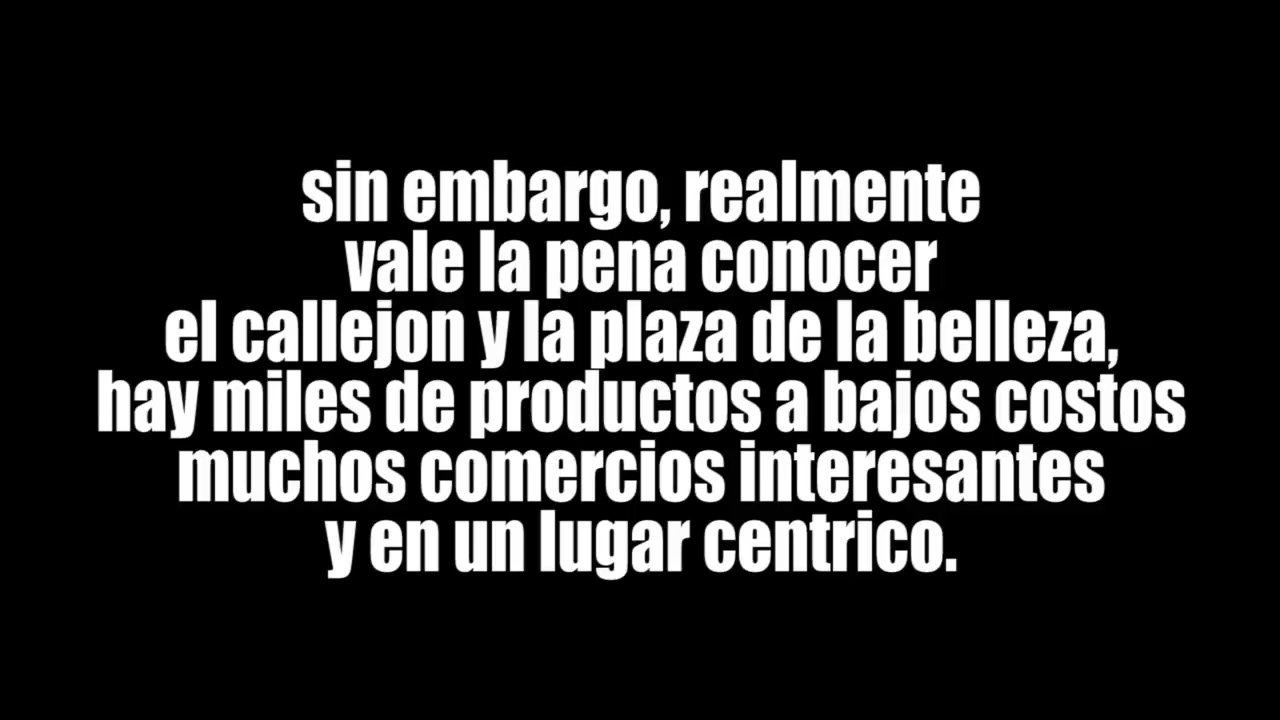 sin embargo, realmente
vale la pena conocer
el callejon y la plaza de la belleza,
hay miles de productos a bajos costos
muchos comercios interesantes
y en un lugar centrico.